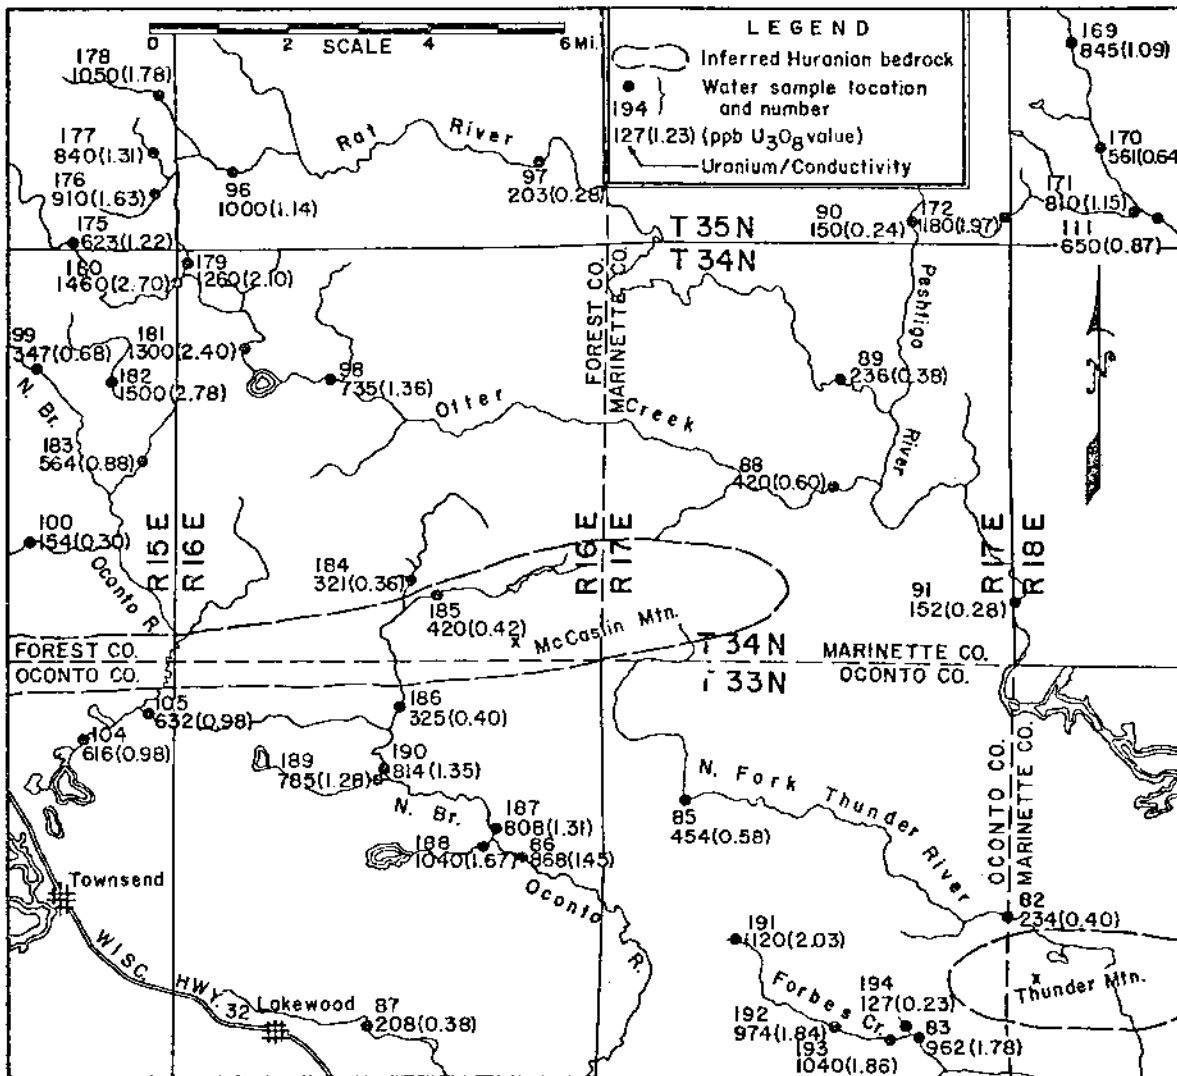 0 2 4 6 Mi.
SCALE
LEGEND
Inferred Huronian bedrock
Water sample location
194 and number
127(1.23) (ppb U3O8 value)
Uranium/Conductivity
178
1050(1.78)
177
840(1.31)
176
910(1.63)
175
623(1.22)
180
1460(2.70)
179
1260(2.10)
96
1000(1.14)
Rat River
97
203(0.28)
90
150(0.24)
172
1180(1.97)
169
845(1.09)
170
561(0.64
171
810(1.15)
111
650(0.87)
T 35 N
T 34 N
FOREST CO.
MARINETTE CO.
Peshtigo
River
99
347(0.68)
N. Br.
181
1300(2.40)
182
1500(2.78)
98
735(1.36)
89
236(0.38)
Otter Creek
183
564(0.88)
88
420(0.60)
100
154(0.30)
Oconto R.
R 15 E
R 16 E
R 16 E
R 17 E
R 17 E
R 18 E
184
321(0.36)
185
420(0.42)
91
152(0.28)
x McCaslin Mtn.
FOREST CO.
OCONTO CO.
T 34 N
T 33 N
MARINETTE CO.
OCONTO CO.
105
632(0.98)
104
616(0.98)
186
325(0.40)
189
785(1.28)
190
814(1.35)
N. Br.
187
808(1.31)
188
1040(1.67)
86
868(1.45)
Oconto R.
85
454(0.58)
N. Fork Thunder River
OCONTO CO.
MARINETTE CO.
82
234(0.40)
Townsend
WISC. HWY. 32
Lakewood
87
208(0.38)
191
1120(2.03)
Forbes Cr.
194
127(0.23)
192
974(1.84)
193
1040(1.86)
83
962(1.78)
x
Thunder Mtn.